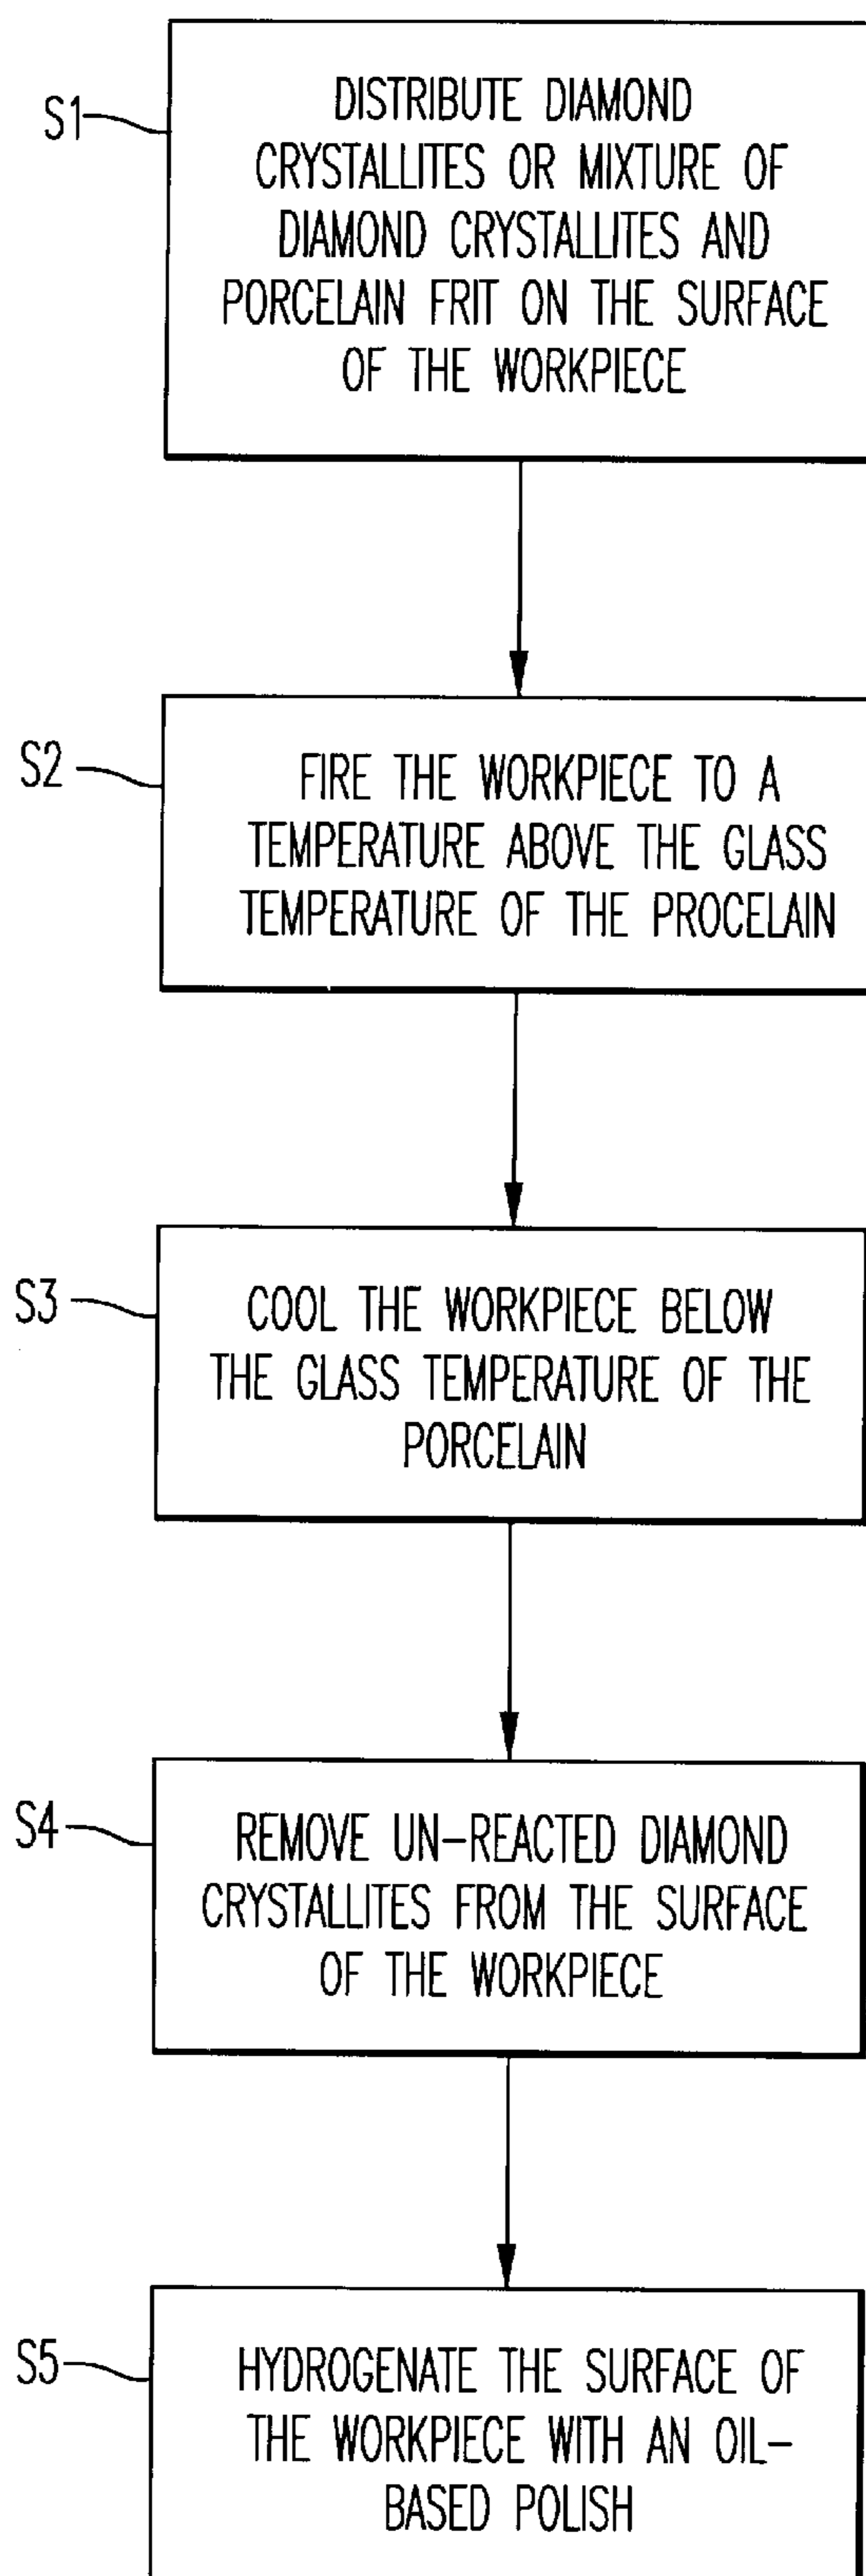 S1
DISTRIBUTE DIAMOND
CRYSTALLITES OR MIXTURE OF
DIAMOND CRYSTALLITES AND
PORCELAIN FRIT ON THE SURFACE
OF THE WORKPIECE
S2
FIRE THE WORKPIECE TO A
TEMPERATURE ABOVE THE GLASS
TEMPERATURE OF THE PROCELAIN
S3
COOL THE WORKPIECE BELOW
THE GLASS TEMPERATURE OF THE
PORCELAIN
S4
REMOVE UN-REACTED DIAMOND
CRYSTALLITES FROM THE SURFACE
OF THE WORKPIECE
S5
HYDROGENATE THE SURFACE OF
THE WORKPIECE WITH AN OIL-
BASED POLISH